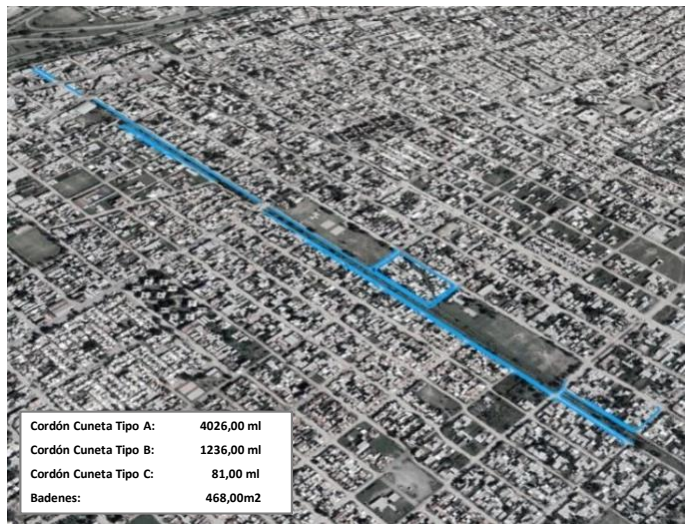 Cordón Cuneta Tipo A: 4026,00 ml
Cordón Cuneta Tipo B: 1236,00 ml
Cordón Cuneta Tipo C: 81,00 ml
Badenes: 468,00m2